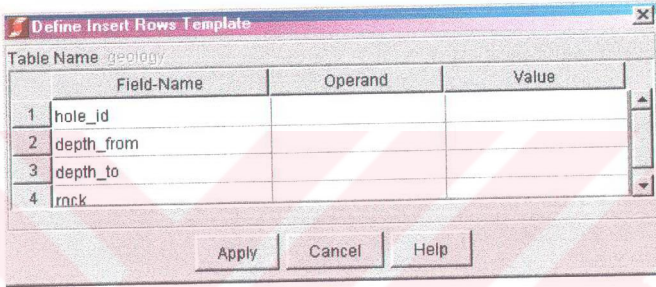 Define Insert Rows Template
Table Name geology
Field-Name Operand Value
1 hole_id
2 depth_from
3 depth_to
4 rock
Apply Cancel Help